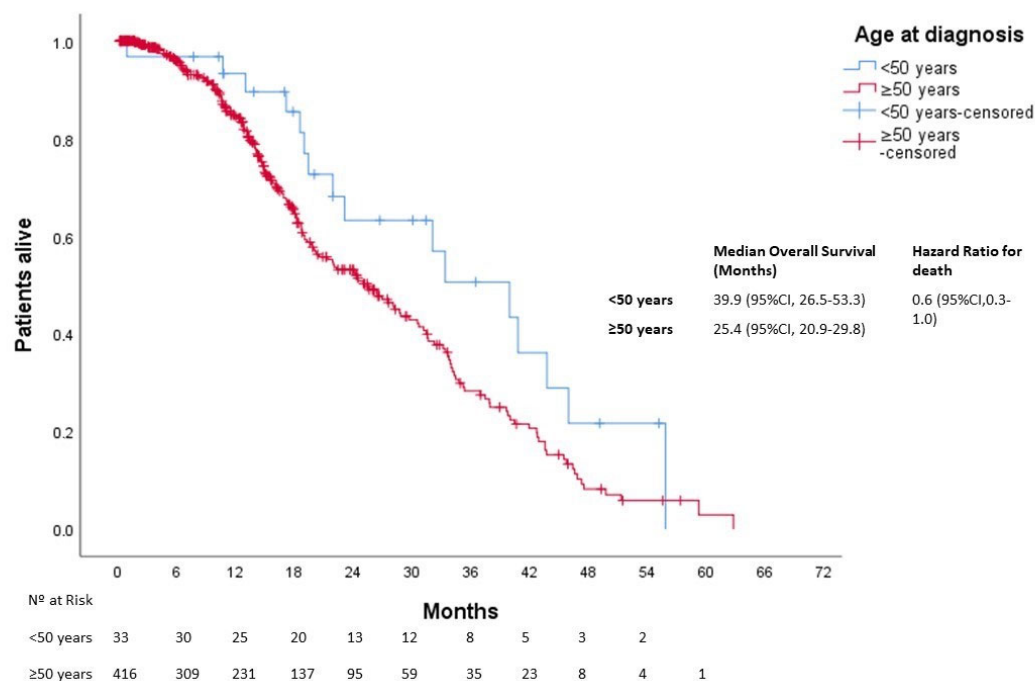 Age at diagnosis
<50 years
≥50 years
<50 years-censored
≥50 years
-censored
1.0
0.8
0.6
0.4
0.2
0.0
Patients alive
Median Overall Survival (Months)
Hazard Ratio for death
<50 years 39.9 (95%CI, 26.5-53.3) 0.6 (95%CI,0.3-1.0)
≥50 years 25.4 (95%CI, 20.9-29.8)
0 6 12 18 24 30 36 42 48 54 60 66 72
Months
Nº at Risk
<50 years 33 30 25 20 13 12 8 5 3 2
≥50 years 416 309 231 137 95 59 35 23 8 4 1